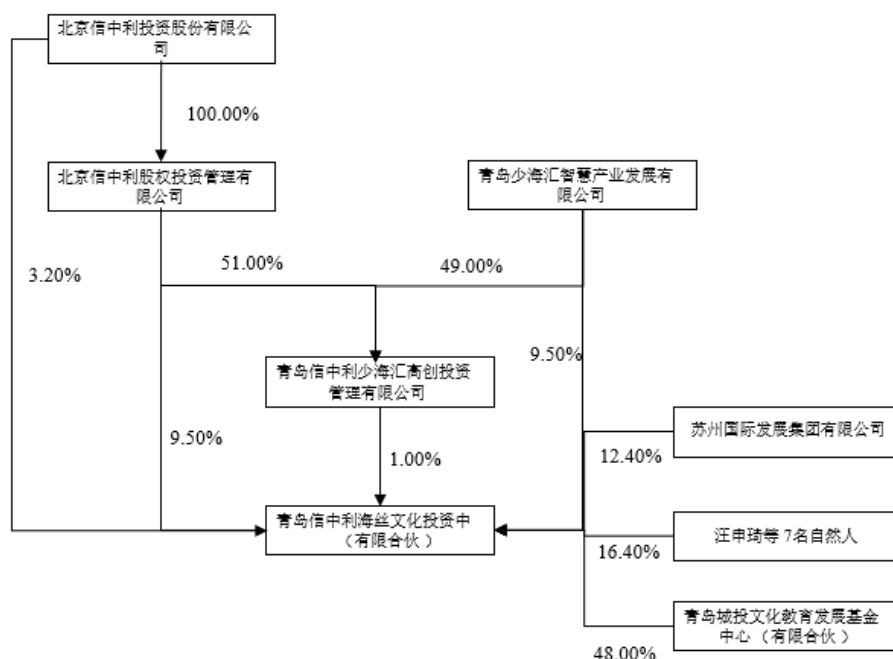 北京信中利投资股份有限公
司
100.00%
北京信中利股权投资管理有
限公司
青岛少海汇智慧产业发展有
限公司
3.20%
51.00%
49.00%
9.50%
青岛信中利少海汇高创投资
管理有限公司
9.50%
1.00%
苏州国际发展集团有限公司
12.40%
青岛信中利海丝文化投资中
（有限合伙）
汪申琦等 7名自然人
16.40%
青岛城投文化教育发展基金
中心（有限合伙）
48.00%